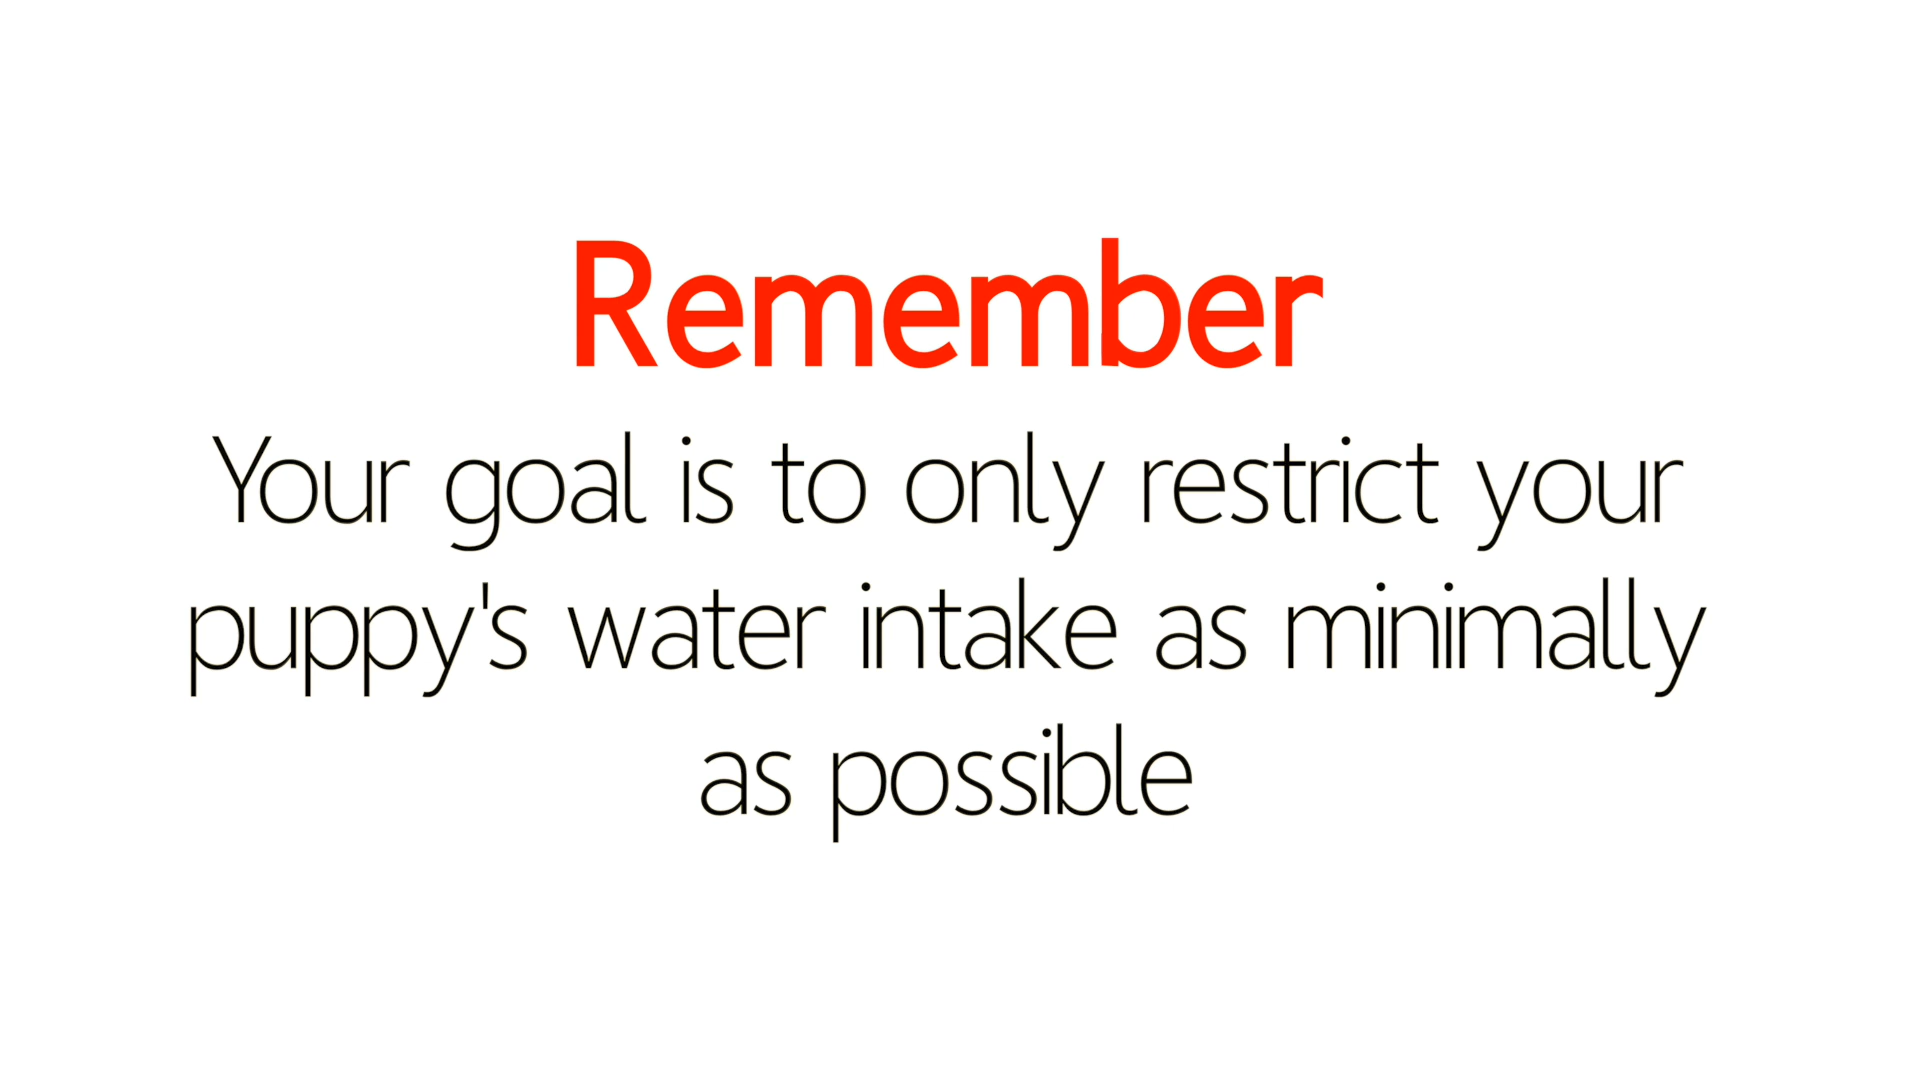 Remember
Your goal is to only restrict your
puppy's water intake as minimally
as possible